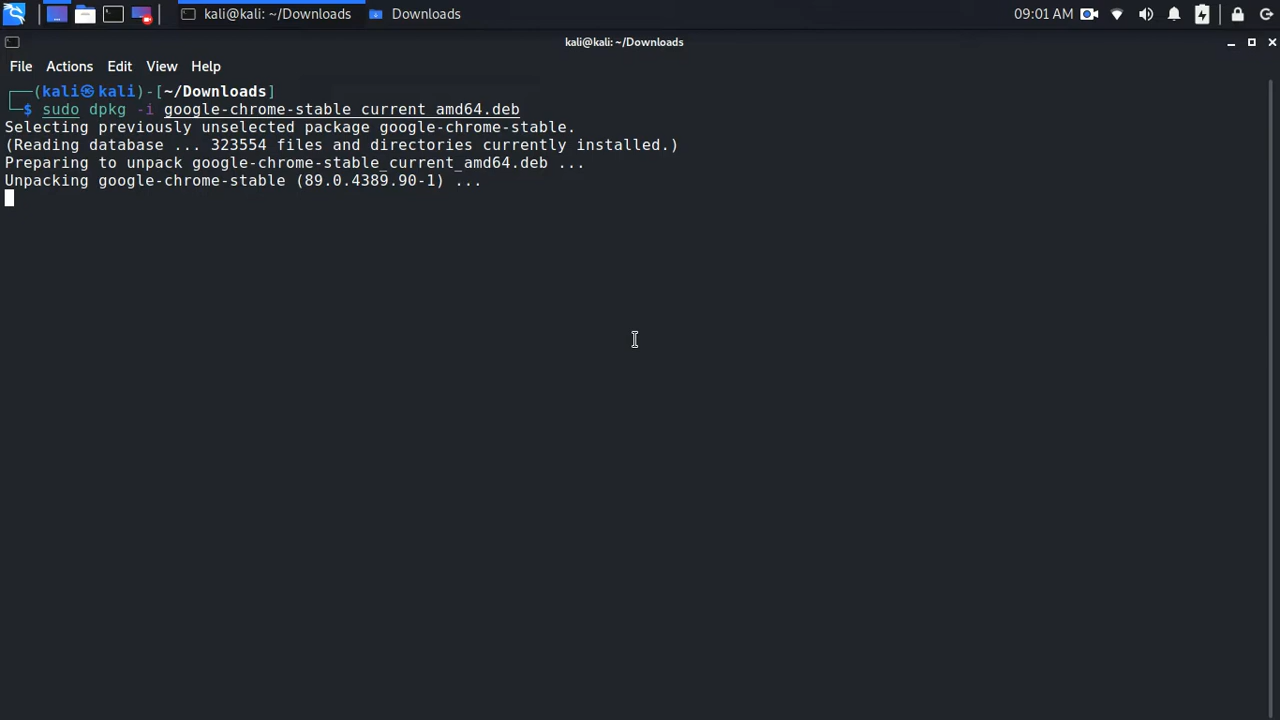 kali@kali: ~/Downloads Downloads 09:01 AM
kali@kali: ~/Downloads
File Actions Edit View Help
┌──(kali㉿kali)-[~/Downloads]
└─$ sudo dpkg -i google-chrome-stable_current_amd64.deb
Selecting previously unselected package google-chrome-stable.
(Reading database ... 323554 files and directories currently installed.)
Preparing to unpack google-chrome-stable_current_amd64.deb ...
Unpacking google-chrome-stable (89.0.4389.90-1) ...